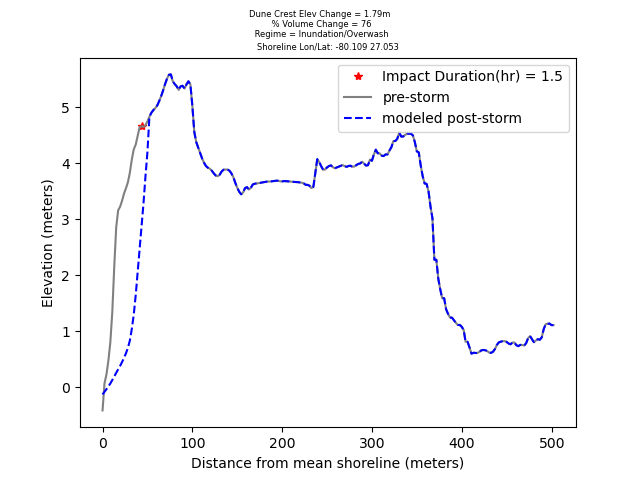 Dune Crest Elev Change = 1.79m
% Volume Change = 76
Regime = Inundation/Overwash
Shoreline Lon/Lat: -80.109 27.053
Impact Duration(hr) = 1.5
pre-storm
modeled post-storm
Elevation (meters)
5
4
3
2
1
0
0 100 200 300 400 500
Distance from mean shoreline (meters)